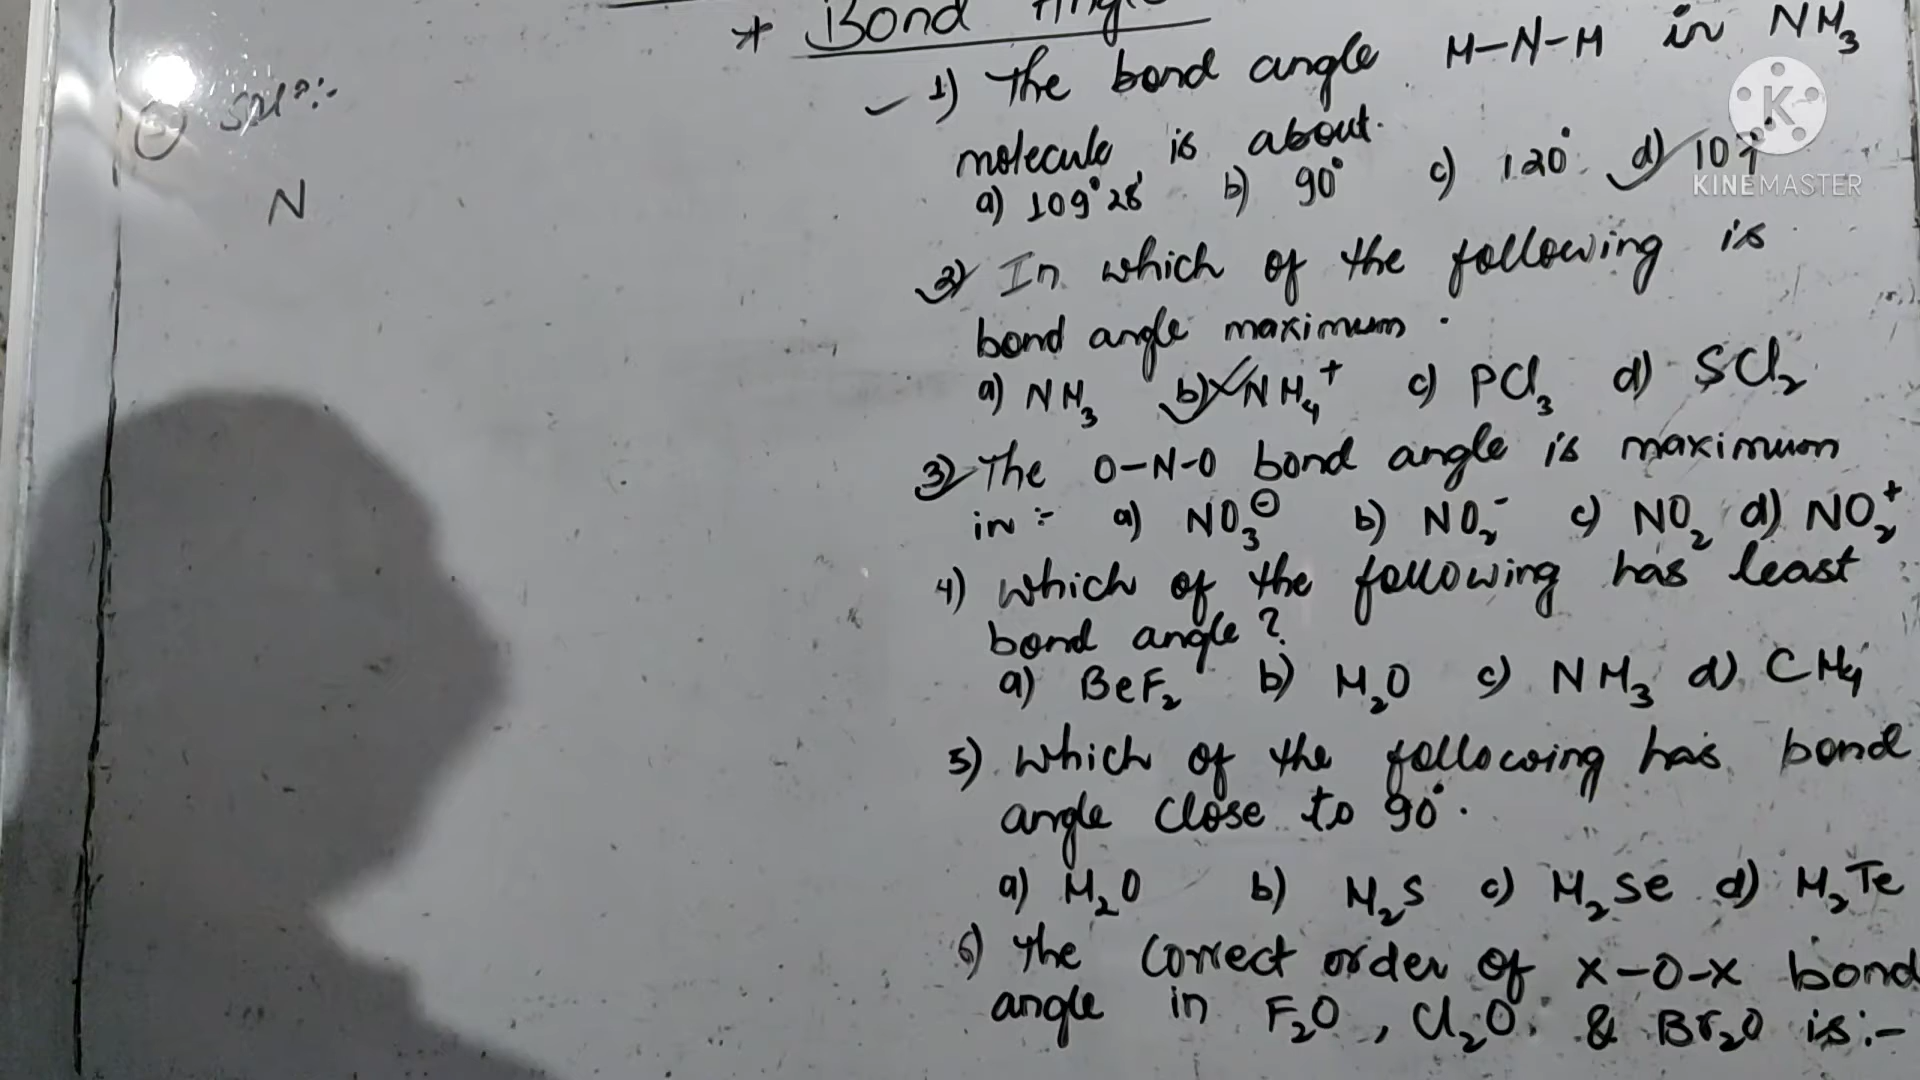 * Bond Angle
1) The bond angle H-N-H in NH3
molecule is about.
a) 109°28' b) 90° c) 120° d) 107°
2) In which of the following is
bond angle maximum.
a) NH3 b) NH4+ c) PCl3 d) SCl2
3) The O-N-O bond angle is maximum
in :- a) NO3⊖ b) NO2- c) NO2 d) NO2+
4) which of the following has least
bond angle?
a) BeF2 b) H2O c) NH3 d) CH4
5) which of the following has bond
angle close to 90°.
a) H2O b) H2S c) H2Se d) H2Te
6) The correct order of X-O-X bond
angle in F2O, Cl2O & Br2O is:-
③ Solⁿ:-
N
KINEMASTER